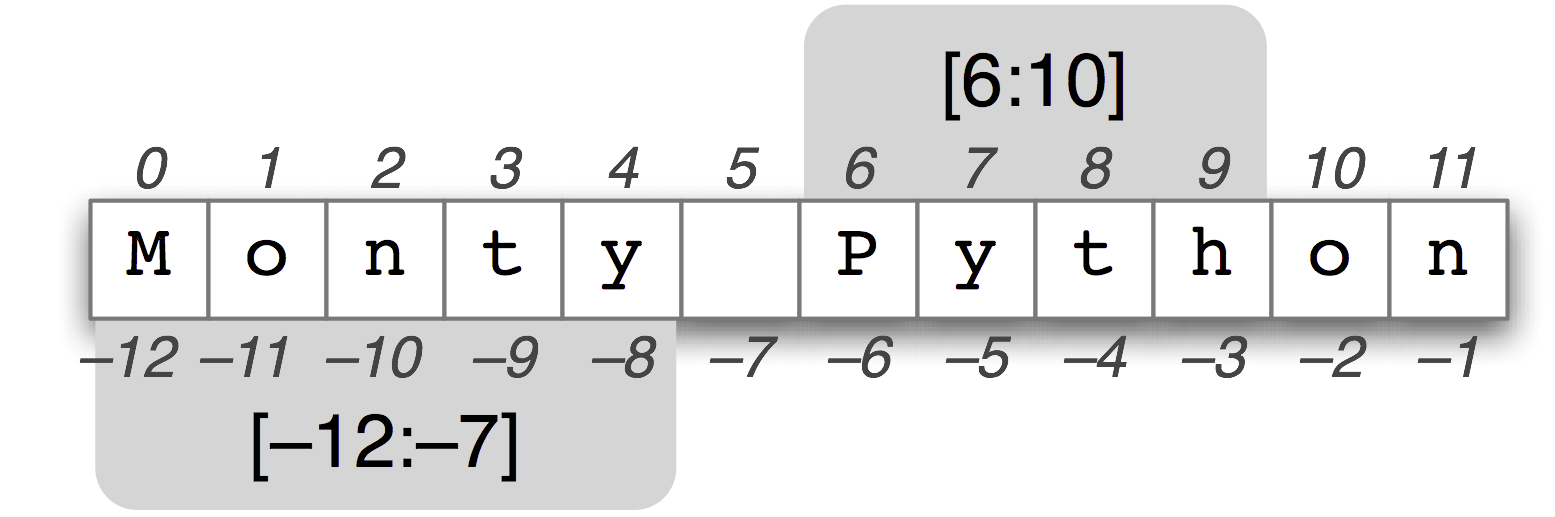 [6:10]
0 1 2 3 4 5 6 7 8 9 10 11
M o n t y P y t h o n
–12 –11 –10 –9 –8 –7 –6 –5 –4 –3 –2 –1
[–12:–7]